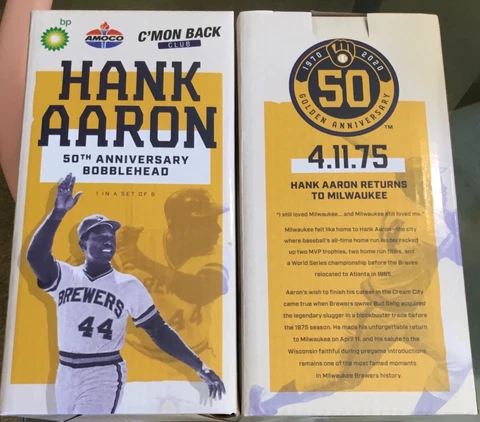 bp
AMOCO
C'MON BACK
CLUB
HANK
AARON
50TH ANNIVERSARY
BOBBLEHEAD
1 IN A SET OF 5
BREWERS
44
1970 2020
50
GOLDEN ANNIVERSARY
TM
4.11.75
HANK AARON RETURNS
TO MILWAUKEE
"I still loved Milwaukee... and Milwaukee still loved me."
Milwaukee felt like home to Hank Aaron–the city
where baseball's all-time home run leader racked
up two MVP trophies, two home run titles, and
a World Series championship before the Braves
relocated to Atlanta in
Aaron's wish to finish his career in the Cream City
came true when Brewers owner Bud Selig acquired
the legendary slugger in a blockbuster trade before
the 1975 season. He made his unforgettable return
to Milwaukee on April 11, and his salute to the
Wisconsin faithful during pregame introductions
remains one of the most famed moments
in Milwaukee Brewers history.